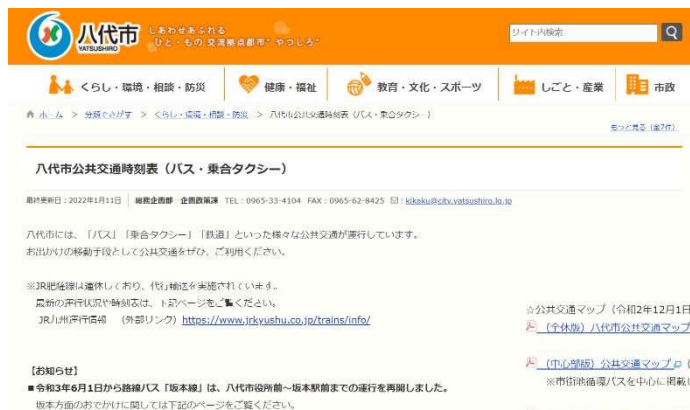 八代市
YATSUSHIRO
しあわせあふれる
ひと・もの 交流拠点都市"やつしろ"
サイト内検索
くらし・環境・相談・防災
健康・福祉
教育・文化・スポーツ
しごと・産業
市政
ホーム > 分類でさがす > くらし・環境・相談・防災 > 八代市公共交通時刻表（バス・乗合タクシー）
もっと見る（全7件）
八代市公共交通時刻表（バス・乗合タクシー）
最終更新日：2022年1月11日 総務企画部 企画政策課 TEL：0965-33-4104 FAX：0965-62-8425 : kikaku@city.yatsushiro.lg.jp
八代市には、「バス」「乗合タクシー」「鉄道」といった様々な公共交通が運行しています。
お出かけの移動手段として公共交通をぜひ、ご利用ください。
※JR肥薩線は運休しており、代行輸送を実施されています。
最新の運行状況や時刻表は、下記ページをご覧ください。
JR九州運行情報 （外部リンク） https://www.jrkyushu.co.jp/trains/info/
☆公共交通マップ（令和2年12月1日
（全体版）八代市公共交通マップ
【お知らせ】
（中心部版）公共交通マップ （
■令和3年6月1日から路線バス「坂本線」は、八代市役所前～坂本駅前までの運行を再開しました。
※市街地循環バスを中心に掲載し
坂本方面のおでかけに関しては下記のページをご覧ください。